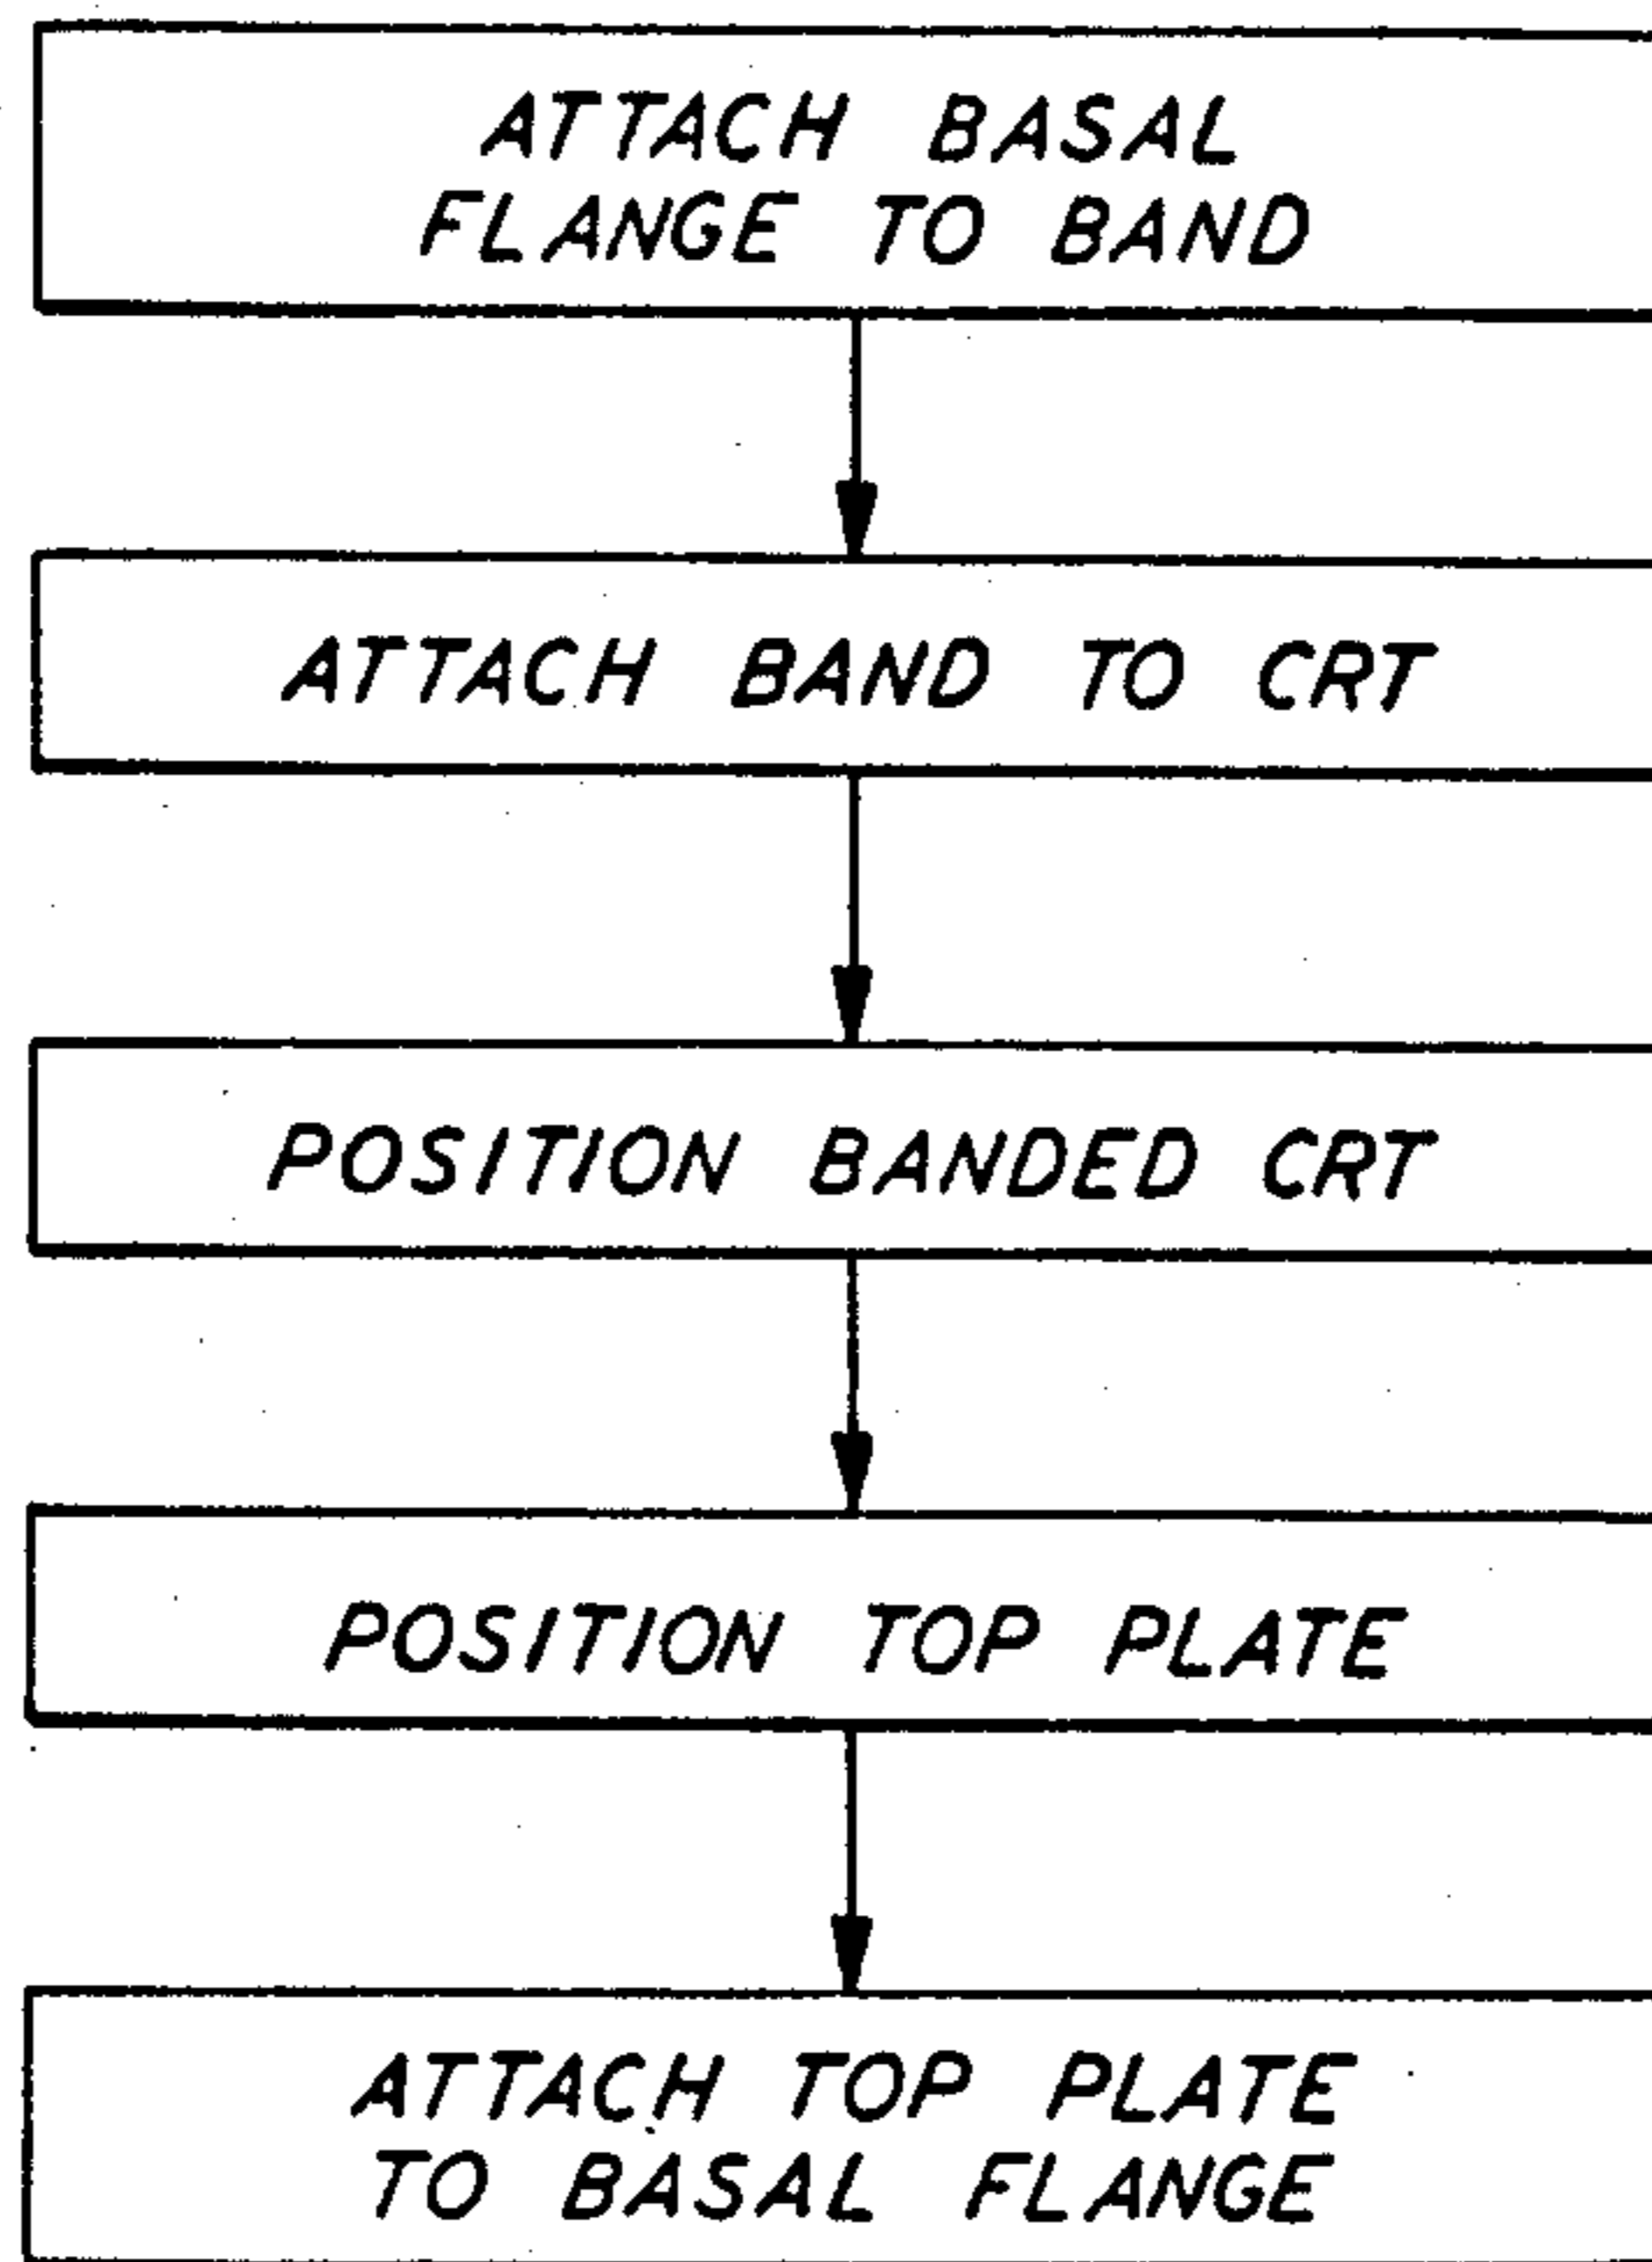 ATTACH BASAL
FLANGE TO BAND
ATTACH BAND TO CRT
POSITION BANDED CRT
POSITION TOP PLATE
ATTACH TOP PLATE
TO BASAL FLANGE